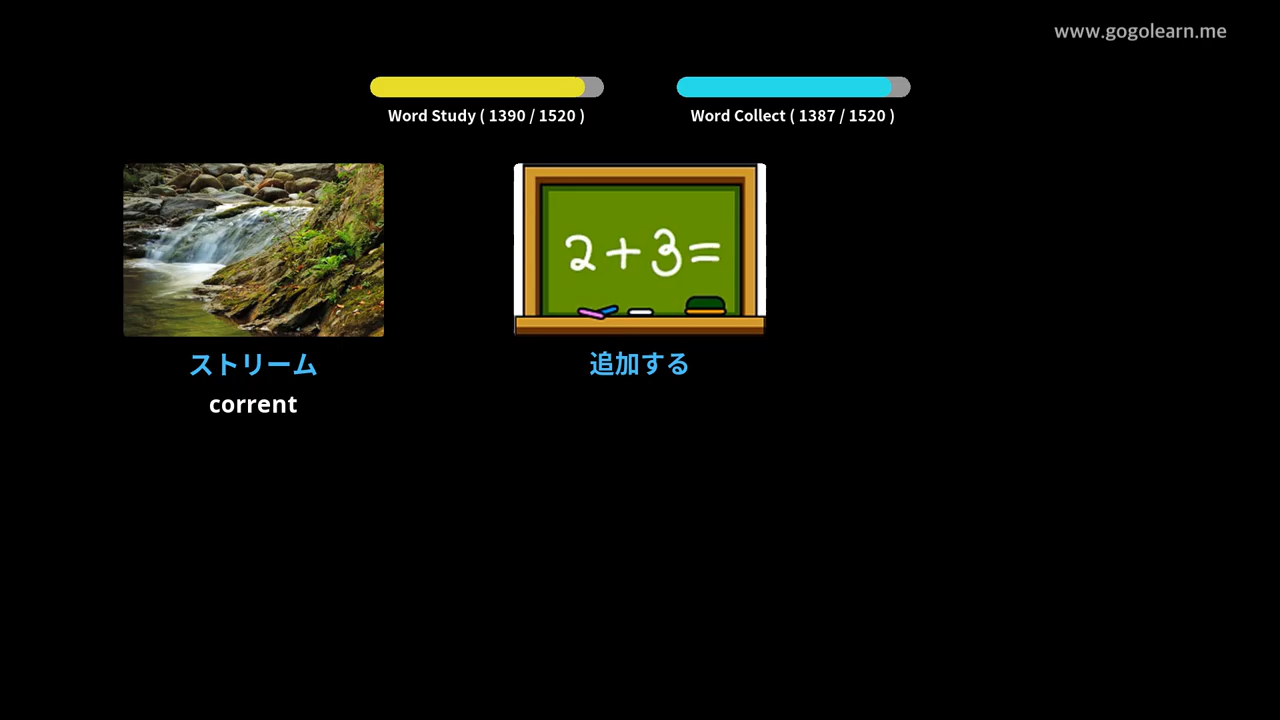 www.gogolearn.me
Word Study ( 1390 / 1520 )
Word Collect ( 1387 / 1520 )
2+3=
ストリーム
追加する
corrent